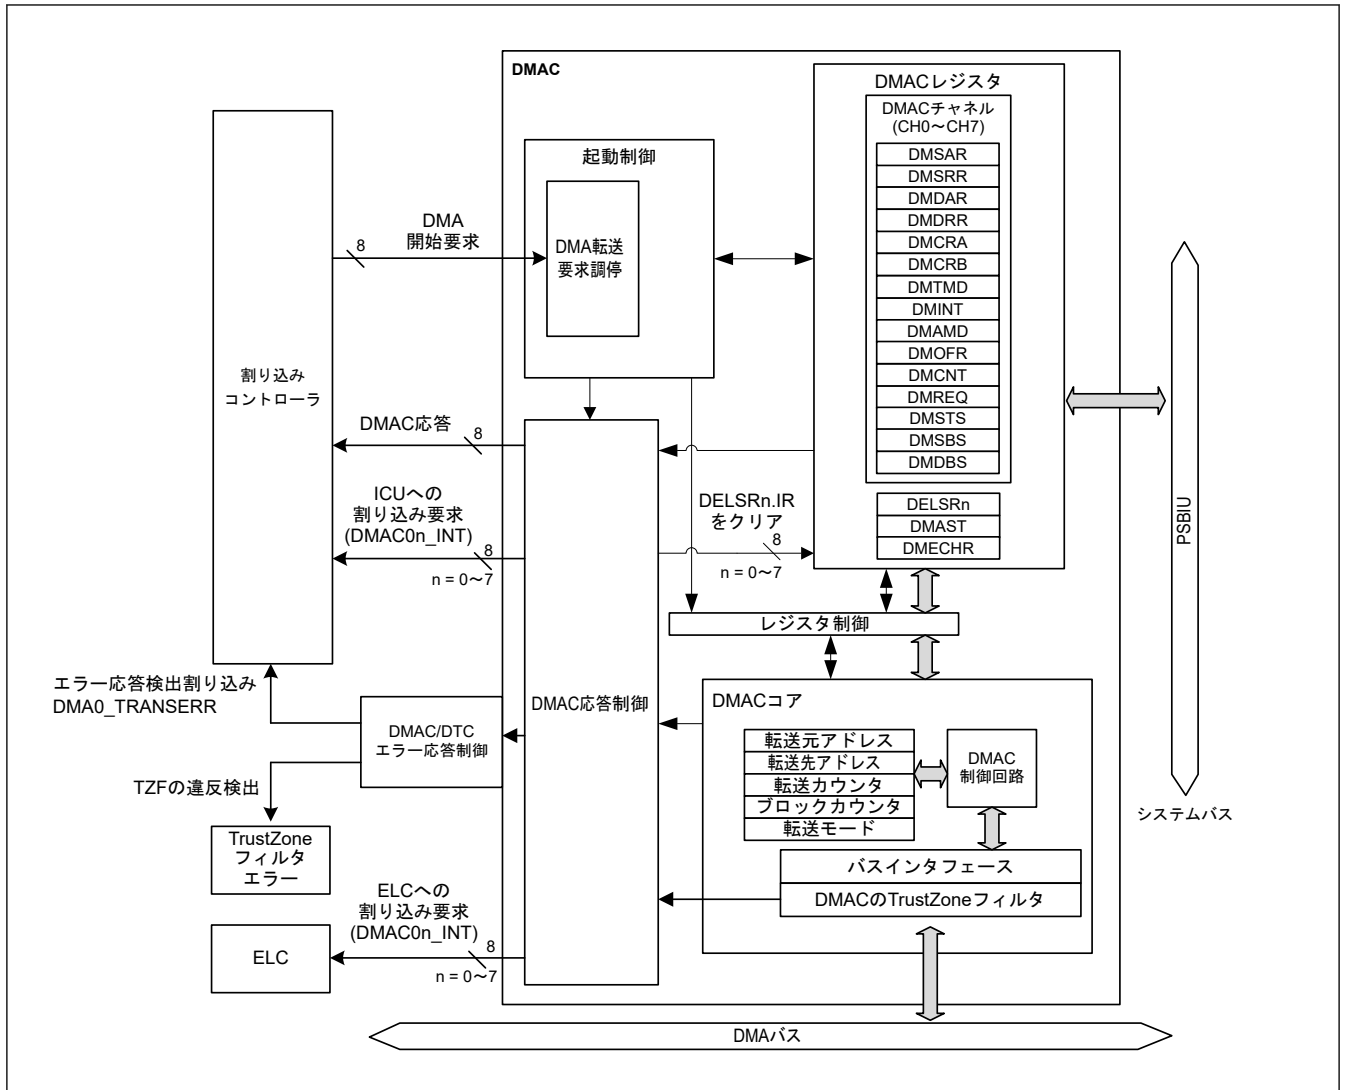 DMAC
DMACレジスタ
DMACチャネル
(CH0～CH7)
DMSAR
DMSRR
DMDAR
DMDRR
DMCRA
DMCRB
DMTMD
DMINT
DMAMD
DMOFR
DMCNT
DMREQ
DMSTS
DMSBS
DMDBS
DELSRn
DMAST
DMECHR
起動制御
DMA転送
要求調停
DMA
開始要求
8
割り込み
コントローラ
DMAC応答
8
ICUへの
割り込み要求
(DMAC0n_INT)
8
n = 0～7
DELSRn.IR
をクリア
8
n = 0～7
PSBIU
システムバス
レジスタ制御
エラー応答検出割り込み
DMA0_TRANSERR
DMAC/DTC
エラー応答制御
DMAC応答制御
TZFの違反検出
TrustZone
フィルタ
エラー
DMACコア
転送元アドレス
転送先アドレス
転送カウンタ
ブロックカウンタ
転送モード
DMAC
制御回路
バスインタフェース
DMACのTrustZoneフィルタ
ELCへの
割り込み要求
(DMAC0n_INT)
8
n = 0～7
ELC
DMAバス